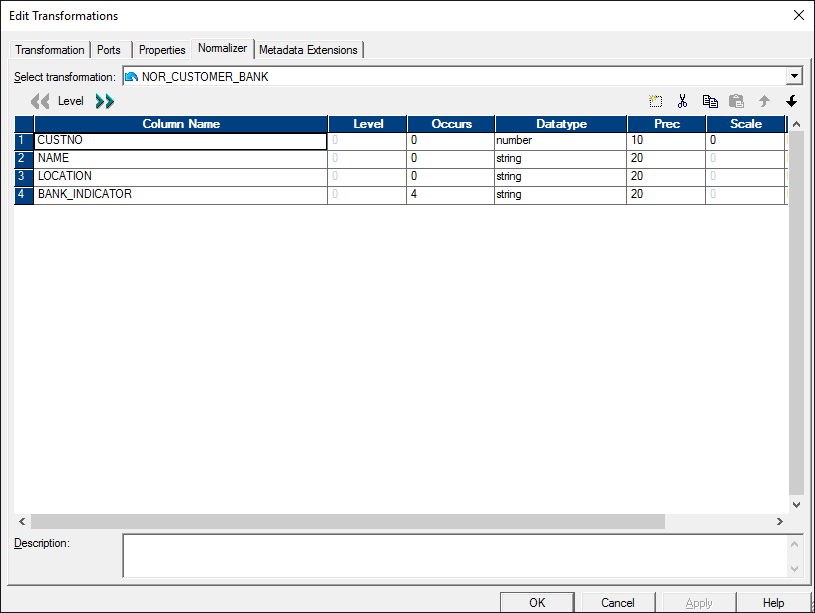 Edit Transformations
Transformation Ports Properties Normalizer Metadata Extensions
Select transformation: NOR_CUSTOMER_BANK
Level
Column Name Level Occurs Datatype Prec Scale
1 CUSTNO 0 0 number 10 0
2 NAME 0 0 string 20 0
3 LOCATION 0 0 string 20 0
4 BANK_INDICATOR 0 4 string 20 0
Description:
OK Cancel Apply Help